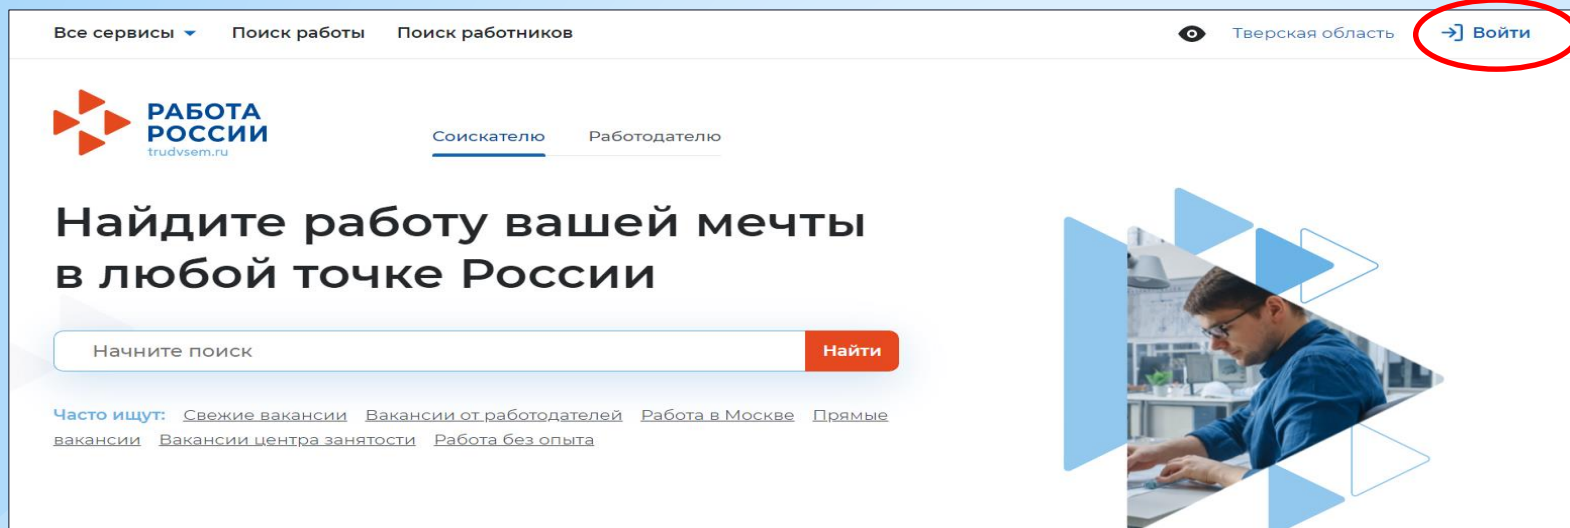 Все сервисы Поиск работы Поиск работников Тверская область Войти
РАБОТА
РОССИИ
trudvsem.ru
Соискателю Работодателю
Найдите работу вашей мечты
в любой точке России
Начните поиск Найти
Часто ищут: Свежие вакансии Вакансии от работодателей Работа в Москве Прямые
вакансии Вакансии центра занятости Работа без опыта